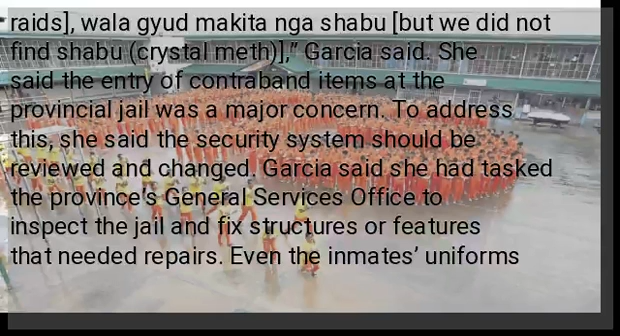 raids], wala gyud makita nga shabu [but we did not
find shabu (crystal meth)],” Garcia said. She
said the entry of contraband items at the
provincial jail was a major concern. To address
this, she said the security system should be
reviewed and changed. Garcia said she had tasked
the province’s General Services Office to
inspect the jail and fix structures or features
that needed repairs. Even the inmates’ uniforms